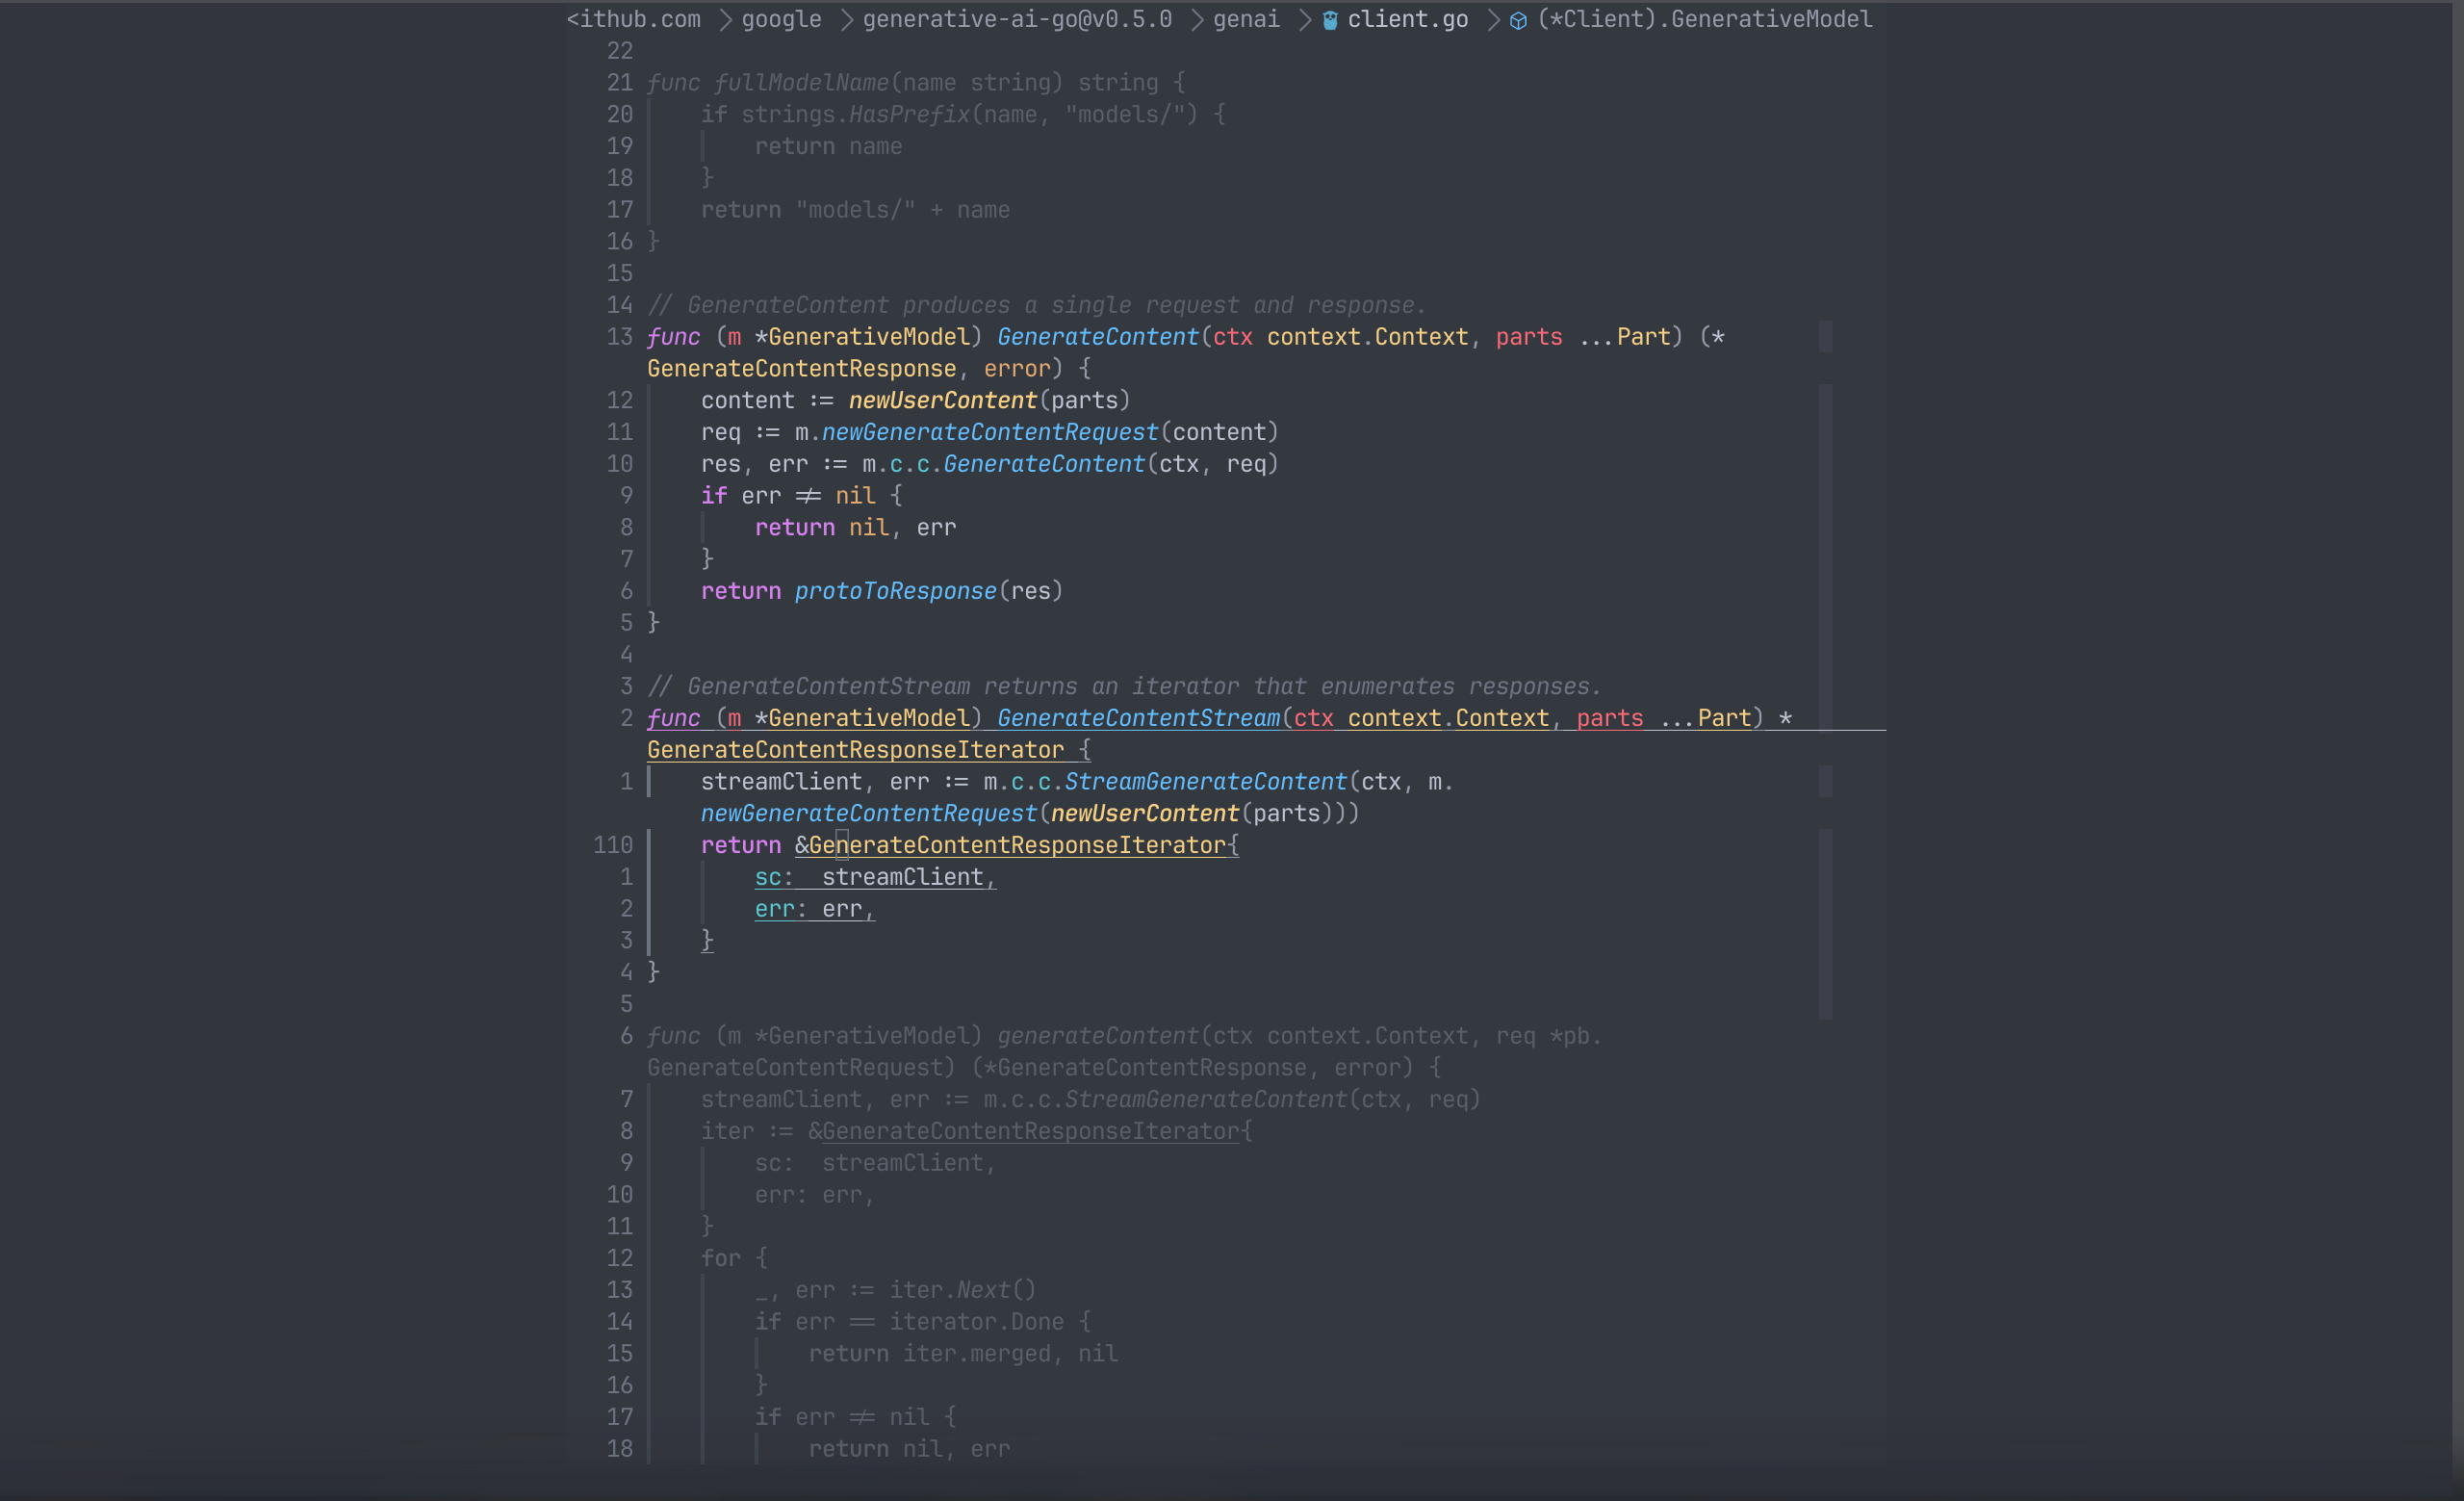 <ithub.com > google > generative-ai-go@v0.5.0 > genai > client.go > (*Client).GenerativeModel
22
21 func fullModelName(name string) string {
20     if strings.HasPrefix(name, "models/") {
19         return name
18     }
17     return "models/" + name
16 }
15
14 // GenerateContent produces a single request and response.
13 func (m *GenerativeModel) GenerateContent(ctx context.Context, parts ...Part) (*
GenerateContentResponse, error) {
12     content := newUserContent(parts)
11     req := m.newGenerateContentRequest(content)
10     res, err := m.c.c.GenerateContent(ctx, req)
9     if err != nil {
8         return nil, err
7     }
6     return protoToResponse(res)
5 }
4
3 // GenerateContentStream returns an iterator that enumerates responses.
2 func (m *GenerativeModel) GenerateContentStream(ctx context.Context, parts ...Part) *
GenerateContentResponseIterator {
1     streamClient, err := m.c.c.StreamGenerateContent(ctx, m.
newGenerateContentRequest(newUserContent(parts)))
110     return &GenerateContentResponseIterator{
1         sc:  streamClient,
2         err: err,
3     }
4 }
5
6 func (m *GenerativeModel) generateContent(ctx context.Context, req *pb.
GenerateContentRequest) (*GenerateContentResponse, error) {
7     streamClient, err := m.c.c.StreamGenerateContent(ctx, req)
8     iter := &GenerateContentResponseIterator{
9         sc:  streamClient,
10         err: err,
11     }
12     for {
13         _, err := iter.Next()
14         if err == iterator.Done {
15             return iter.merged, nil
16         }
17         if err != nil {
18             return nil, err